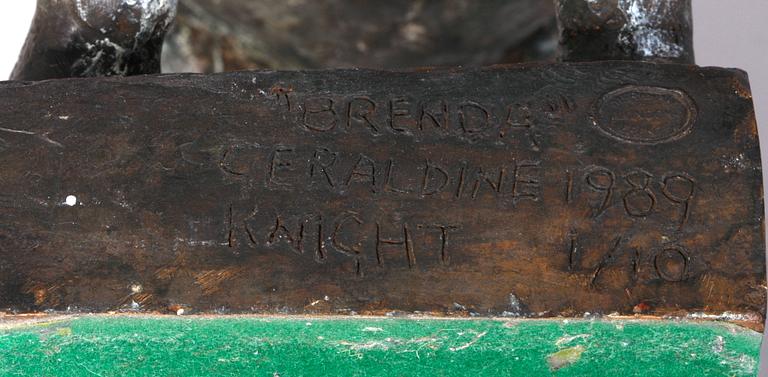 "BRENDA"
GERALDINE 1989
KNIGHT 1/10